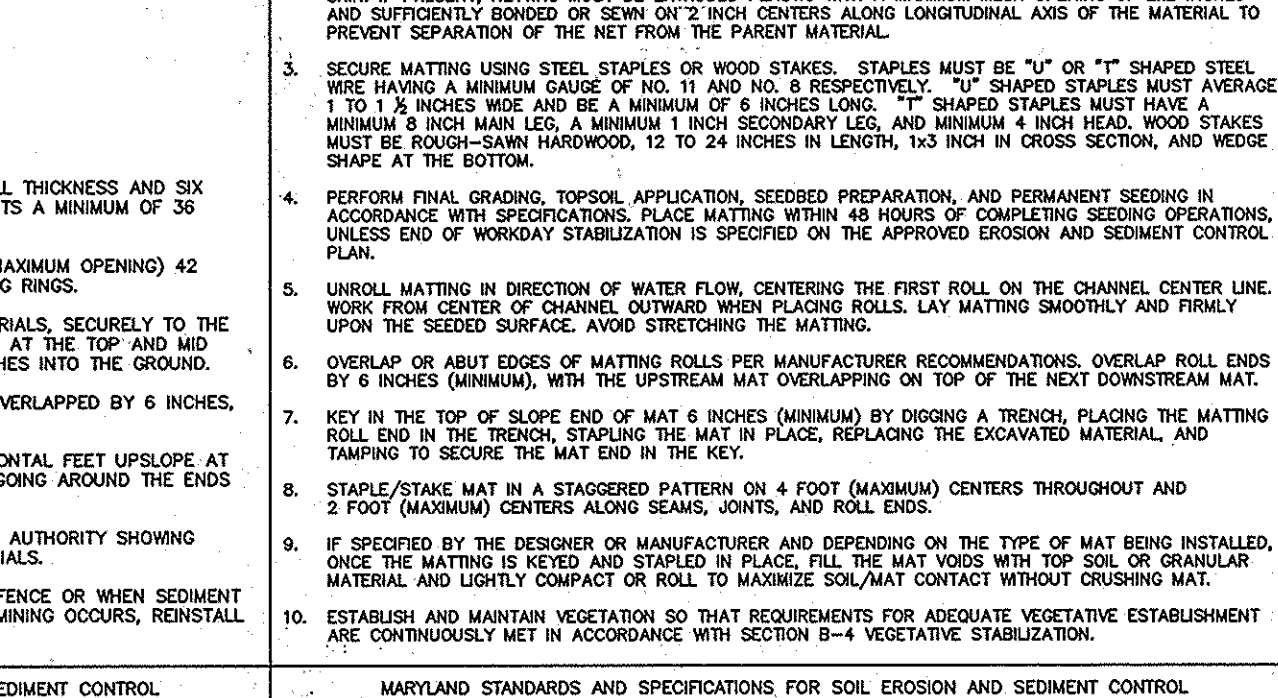 AND SUFFICIENTLY BONDED OR SEWN ON 2 INCH CENTERS ALONG LONGITUDINAL AXIS OF THE MATERIAL TO
PREVENT SEPARATION OF THE NET FROM THE PARENT MATERIAL.
3. SECURE MATTING USING STEEL STAPLES OR WOOD STAKES. STAPLES MUST BE "U" OR "T" SHAPED STEEL
WIRE HAVING A MINIMUM GAUGE OF NO. 11 AND NO. 8 RESPECTIVELY. "U" SHAPED STAPLES MUST AVERAGE
1 TO 1 ½ INCHES WIDE AND BE A MINIMUM OF 6 INCHES LONG. "T" SHAPED STAPLES MUST HAVE A
MINIMUM 8 INCH MAIN LEG, A MINIMUM 1 INCH SECONDARY LEG, AND MINIMUM 4 INCH HEAD. WOOD STAKES
MUST BE ROUGH-SAWN HARDWOOD, 12 TO 24 INCHES IN LENGTH, 1x3 INCH IN CROSS SECTION, AND WEDGE
SHAPE AT THE BOTTOM.
4. PERFORM FINAL GRADING, TOPSOIL APPLICATION, SEEDBED PREPARATION, AND PERMANENT SEEDING IN
ACCORDANCE WITH SPECIFICATIONS. PLACE MATTING WITHIN 48 HOURS OF COMPLETING SEEDING OPERATIONS,
UNLESS END OF WORKDAY STABILIZATION IS SPECIFIED ON THE APPROVED EROSION AND SEDIMENT CONTROL
PLAN.
5. UNROLL MATTING IN DIRECTION OF WATER FLOW, CENTERING THE FIRST ROLL ON THE CHANNEL CENTER LINE.
WORK FROM CENTER OF CHANNEL OUTWARD WHEN PLACING ROLLS. LAY MATTING SMOOTHLY AND FIRMLY
UPON THE SEEDED SURFACE. AVOID STRETCHING THE MATTING.
6. OVERLAP OR ABUT EDGES OF MATTING ROLLS PER MANUFACTURER RECOMMENDATIONS. OVERLAP ROLL ENDS
BY 6 INCHES (MINIMUM), WITH THE UPSTREAM MAT OVERLAPPING ON TOP OF THE NEXT DOWNSTREAM MAT.
7. KEY IN THE TOP OF SLOPE END OF MAT 6 INCHES (MINIMUM) BY DIGGING A TRENCH, PLACING THE MATTING
ROLL END IN THE TRENCH, STAPLING THE MAT IN PLACE, REPLACING THE EXCAVATED MATERIAL, AND
TAMPING TO SECURE THE MAT END IN THE KEY.
8. STAPLE/STAKE MAT IN A STAGGERED PATTERN ON 4 FOOT (MAXIMUM) CENTERS THROUGHOUT AND
2 FOOT (MAXIMUM) CENTERS ALONG SEAMS, JOINTS, AND ROLL ENDS.
9. IF SPECIFIED BY THE DESIGNER OR MANUFACTURER AND DEPENDING ON THE TYPE OF MAT BEING INSTALLED,
ONCE THE MATTING IS KEYED AND STAPLED IN PLACE, FILL THE MAT VOIDS WITH TOP SOIL OR GRANULAR
MATERIAL AND LIGHTLY COMPACT OR ROLL TO MAXIMIZE SOIL/MAT CONTACT WITHOUT CRUSHING MAT.
10. ESTABLISH AND MAINTAIN VEGETATION SO THAT REQUIREMENTS FOR ADEQUATE VEGETATIVE ESTABLISHMENT
ARE CONTINUOUSLY MET IN ACCORDANCE WITH SECTION B-4 VEGETATIVE STABILIZATION.
MARYLAND STANDARDS AND SPECIFICATIONS FOR SOIL EROSION AND SEDIMENT CONTROL
THICKNESS AND SIX
A MINIMUM OF 36
MAXIMUM OPENING) 42
RINGS.
SECURELY TO THE
AT THE TOP AND MID
INTO THE GROUND.
OVERLAPPED BY 6 INCHES,
FEET UPSLOPE AT
GOING AROUND THE ENDS
AUTHORITY SHOWING
FENCE OR WHEN SEDIMENT
OCCURS, REINSTALL
SEDIMENT CONTROL